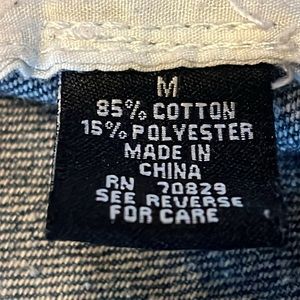 M
85% COTTON
15% POLYESTER
MADE IN
CHINA
RN 70829
SEE REVERSE
FOR CARE